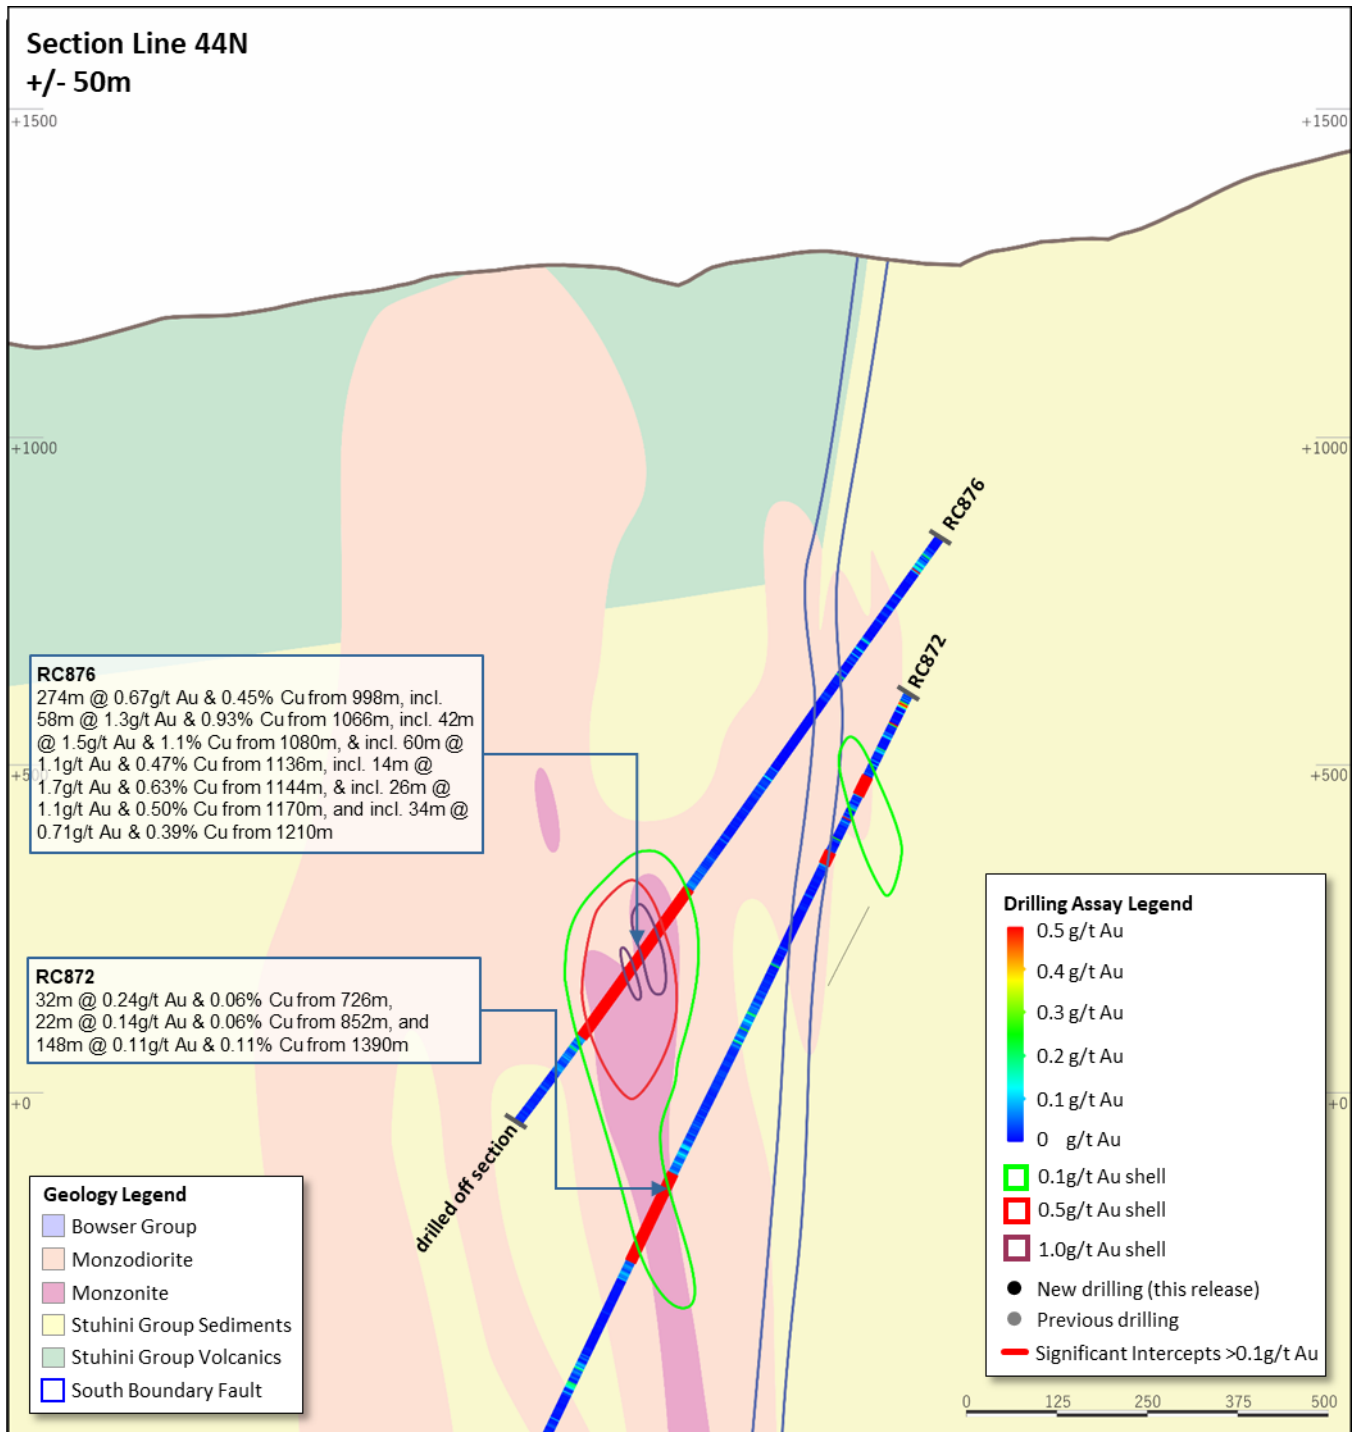 Section Line 44N
+/- 50m
+1500
+1500
+1000
+1000
RC876
RC872
RC876
274m @ 0.67g/t Au & 0.45% Cu from 998m, incl.
58m @ 1.3g/t Au & 0.93% Cu from 1066m, incl. 42m
@ 1.5g/t Au & 1.1% Cu from 1080m, & incl. 60m @
1.1g/t Au & 0.47% Cu from 1136m, incl. 14m @
1.7g/t Au & 0.63% Cu from 1144m, & incl. 26m @
1.1g/t Au & 0.50% Cu from 1170m, and incl. 34m @
0.71g/t Au & 0.39% Cu from 1210m
+500
+500
RC872
32m @ 0.24g/t Au & 0.06% Cu from 726m,
22m @ 0.14g/t Au & 0.06% Cu from 852m, and
148m @ 0.11g/t Au & 0.11% Cu from 1390m
+0
+0
drilled off section
Geology Legend
Bowser Group
Monzodiorite
Monzonite
Stuhini Group Sediments
Stuhini Group Volcanics
South Boundary Fault
Drilling Assay Legend
0.5 g/t Au
0.4 g/t Au
0.3 g/t Au
0.2 g/t Au
0.1 g/t Au
0 g/t Au
0.1g/t Au shell
0.5g/t Au shell
1.0g/t Au shell
New drilling (this release)
Previous drilling
Significant Intercepts >0.1g/t Au
0 125 250 375 500